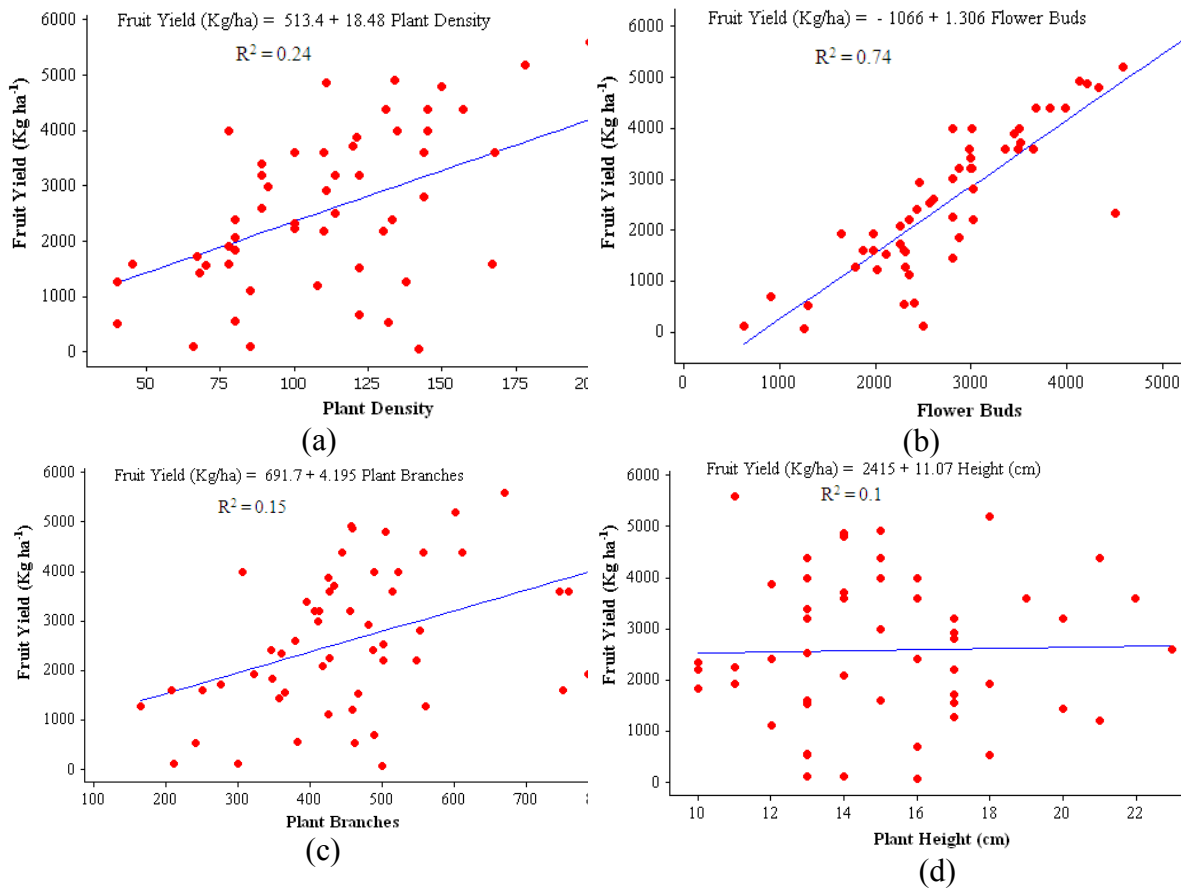 Fruit Yield (Kg/ha) = 513.4 + 18.48 Plant Density
R² = 0.24
Fruit Yield (Kg ha⁻¹)
6000
5000
4000
3000
2000
1000
0
50 75 100 125 150 175 20
Plant Density
(a)
Fruit Yield (Kg/ha) = - 1066 + 1.306 Flower Buds
R² = 0.74
Fruit Yield (Kg ha⁻¹)
6000
5000
4000
3000
2000
1000
0
0 1000 2000 3000 4000 5000
Flower Buds
(b)
Fruit Yield (Kg/ha) = 691.7 + 4.195 Plant Branches
R² = 0.15
Fruit Yield (Kg ha⁻¹)
6000
5000
4000
3000
2000
1000
0
100 200 300 400 500 600 700
Plant Branches
(c)
Fruit Yield (Kg/ha) = 2415 + 11.07 Height (cm)
R² = 0.1
Fruit Yield (Kg ha⁻¹)
6000
5000
4000
3000
2000
1000
0
10 12 14 16 18 20 22
Plant Height (cm)
(d)